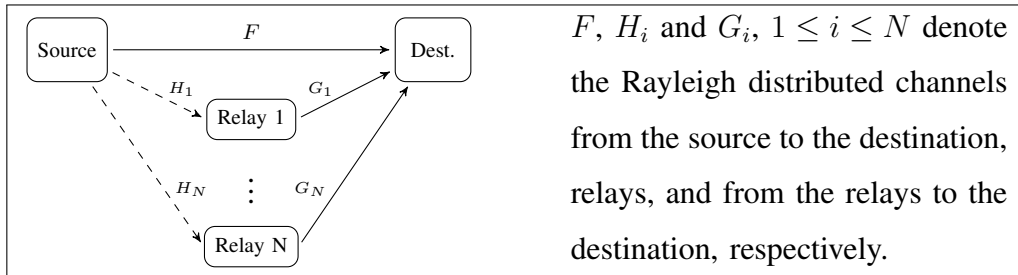 Source
F
Dest.
H_1
G_1
Relay 1
H_N
⋮
G_N
Relay N
F, H_i and G_i, 1 ≤ i ≤ N denote
the Rayleigh distributed channels
from the source to the destination,
relays, and from the relays to the
destination, respectively.